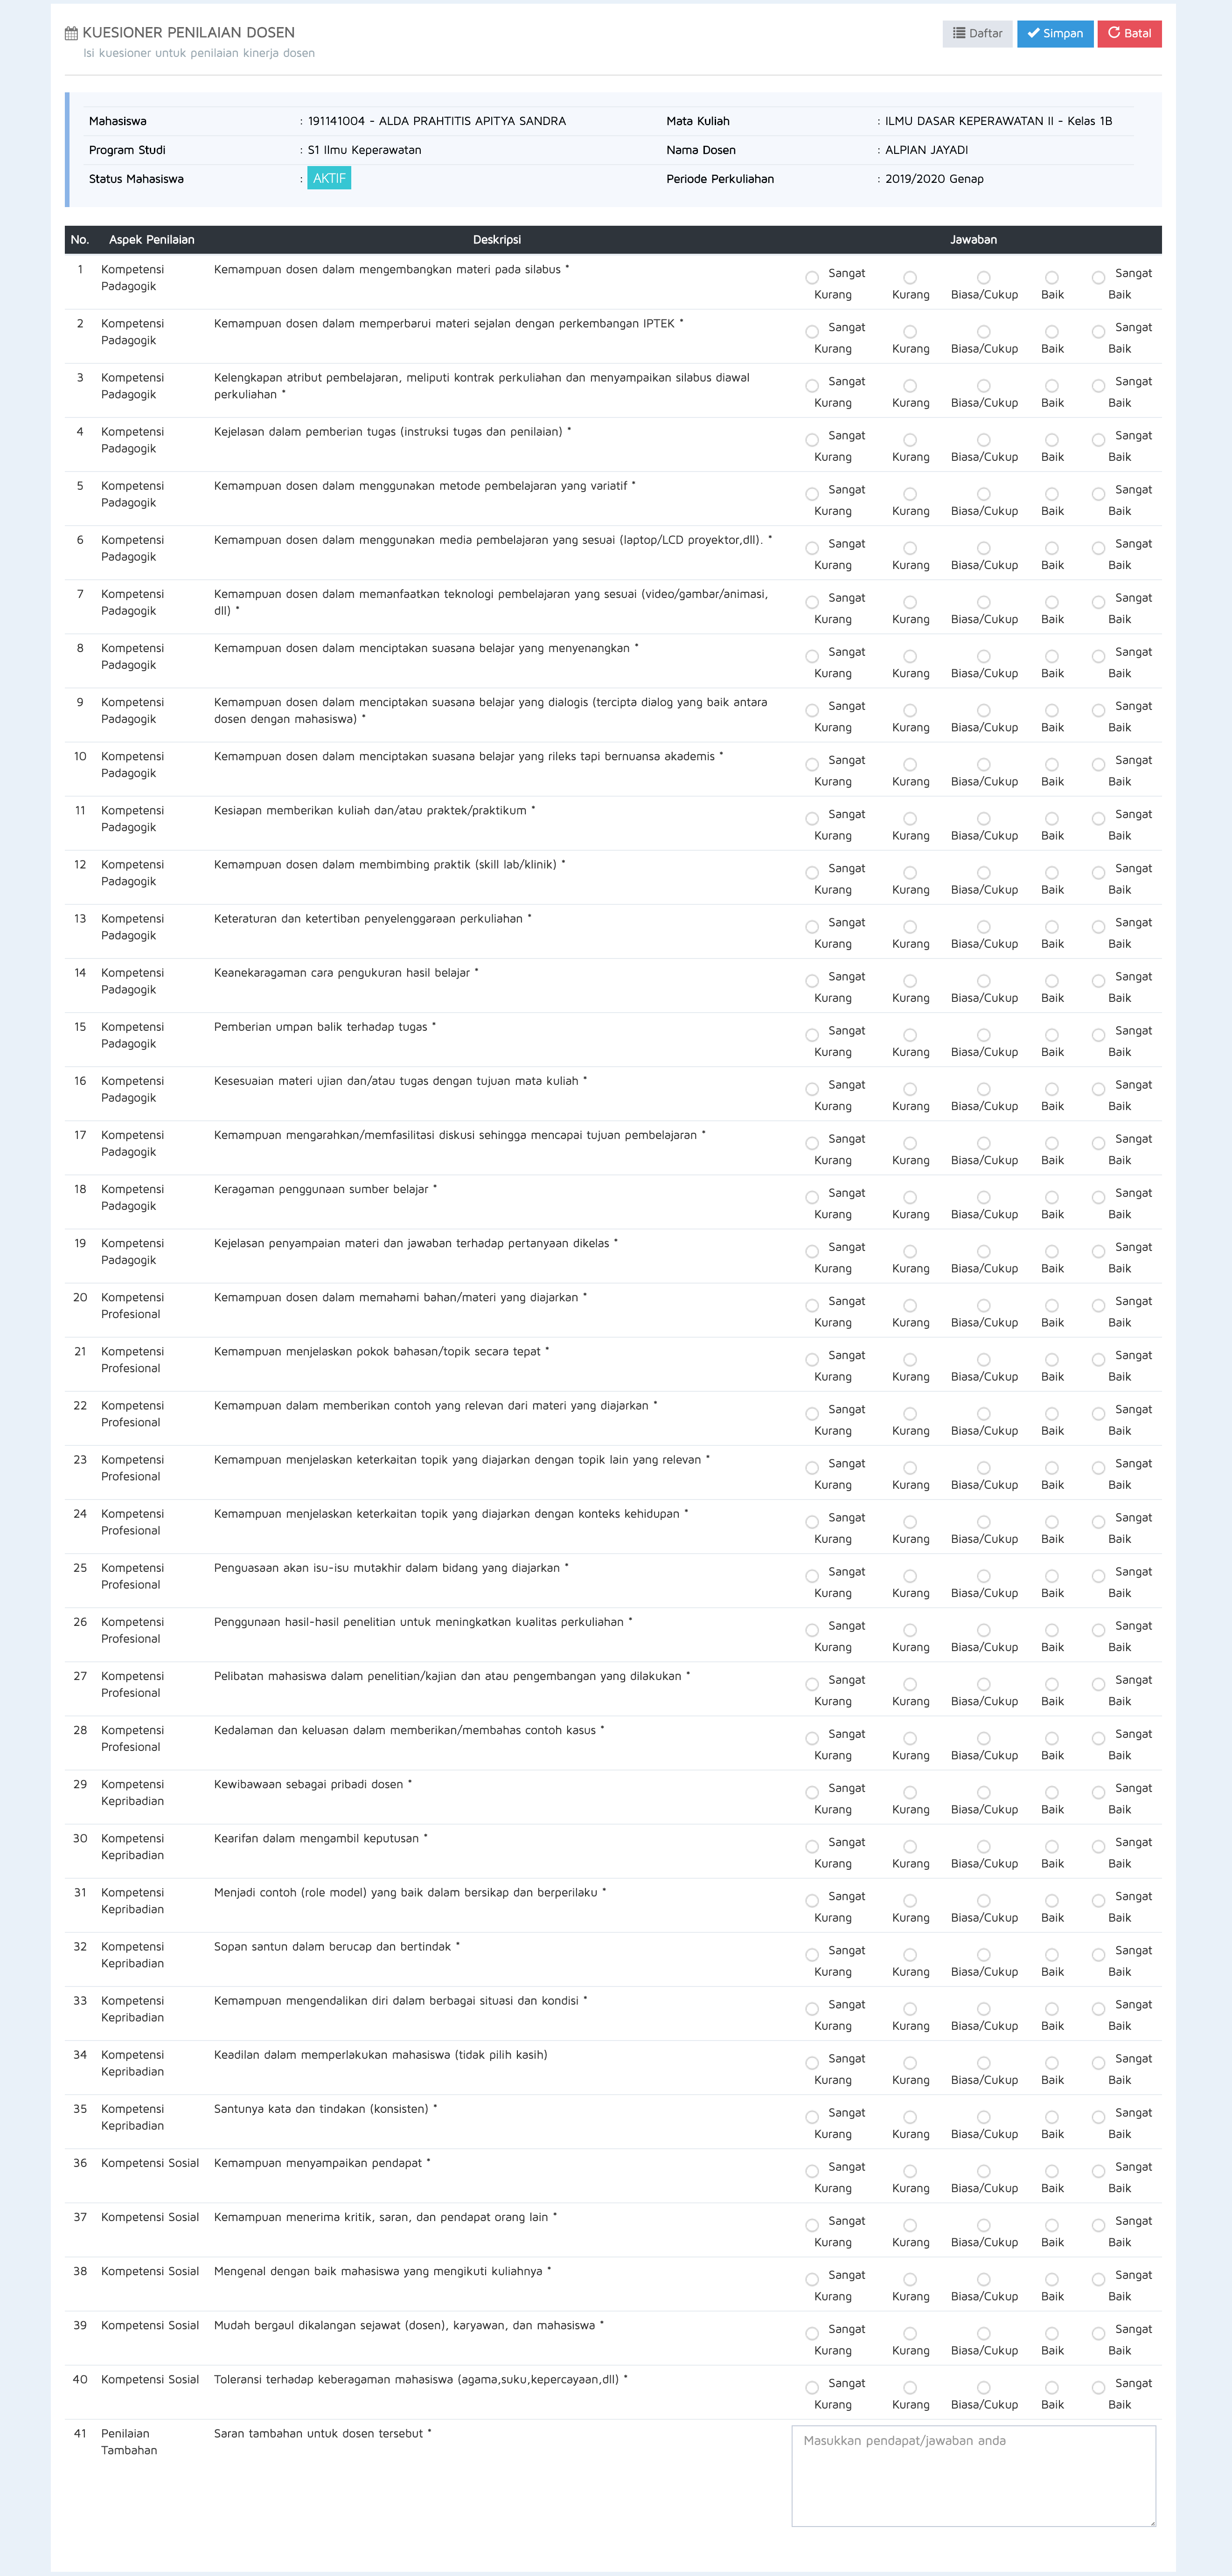 KUESIONER PENILAIAN DOSEN
Isi kuesioner untuk penilaian kinerja dosen
Daftar Simpan Batal
Mahasiswa : 191141004 - ALDA PRAHTITIS APITYA SANDRA Mata Kuliah : ILMU DASAR KEPERAWATAN II - Kelas 1B
Program Studi : S1 Ilmu Keperawatan Nama Dosen : ALPIAN JAYADI
Status Mahasiswa : AKTIF Periode Perkuliahan : 2019/2020 Genap
No. Aspek Penilaian Deskripsi Jawaban
1 Kompetensi Kemampuan dosen dalam mengembangkan materi pada silabus * Sangat Sangat
Padagogik Kurang Kurang Biasa/Cukup Baik Baik
2 Kompetensi Kemampuan dosen dalam memperbarui materi sejalan dengan perkembangan IPTEK * Sangat Sangat
Padagogik Kurang Kurang Biasa/Cukup Baik Baik
3 Kompetensi Kelengkapan atribut pembelajaran, meliputi kontrak perkuliahan dan menyampaikan silabus diawal Sangat Sangat
Padagogik perkuliahan * Kurang Kurang Biasa/Cukup Baik Baik
4 Kompetensi Kejelasan dalam pemberian tugas (instruksi tugas dan penilaian) * Sangat Sangat
Padagogik Kurang Kurang Biasa/Cukup Baik Baik
5 Kompetensi Kemampuan dosen dalam menggunakan metode pembelajaran yang variatif * Sangat Sangat
Padagogik Kurang Kurang Biasa/Cukup Baik Baik
6 Kompetensi Kemampuan dosen dalam menggunakan media pembelajaran yang sesuai (laptop/LCD proyektor,dll). * Sangat Sangat
Padagogik Kurang Kurang Biasa/Cukup Baik Baik
7 Kompetensi Kemampuan dosen dalam memanfaatkan teknologi pembelajaran yang sesuai (video/gambar/animasi, Sangat Sangat
Padagogik dll) * Kurang Kurang Biasa/Cukup Baik Baik
8 Kompetensi Kemampuan dosen dalam menciptakan suasana belajar yang menyenangkan * Sangat Sangat
Padagogik Kurang Kurang Biasa/Cukup Baik Baik
9 Kompetensi Kemampuan dosen dalam menciptakan suasana belajar yang dialogis (tercipta dialog yang baik antara Sangat Sangat
Padagogik dosen dengan mahasiswa) * Kurang Kurang Biasa/Cukup Baik Baik
10 Kompetensi Kemampuan dosen dalam menciptakan suasana belajar yang rileks tapi bernuansa akademis * Sangat Sangat
Padagogik Kurang Kurang Biasa/Cukup Baik Baik
11 Kompetensi Kesiapan memberikan kuliah dan/atau praktek/praktikum * Sangat Sangat
Padagogik Kurang Kurang Biasa/Cukup Baik Baik
12 Kompetensi Kemampuan dosen dalam membimbing praktik (skill lab/klinik) * Sangat Sangat
Padagogik Kurang Kurang Biasa/Cukup Baik Baik
13 Kompetensi Keteraturan dan ketertiban penyelenggaraan perkuliahan * Sangat Sangat
Padagogik Kurang Kurang Biasa/Cukup Baik Baik
14 Kompetensi Keanekaragaman cara pengukuran hasil belajar * Sangat Sangat
Padagogik Kurang Kurang Biasa/Cukup Baik Baik
15 Kompetensi Pemberian umpan balik terhadap tugas * Sangat Sangat
Padagogik Kurang Kurang Biasa/Cukup Baik Baik
16 Kompetensi Kesesuaian materi ujian dan/atau tugas dengan tujuan mata kuliah * Sangat Sangat
Padagogik Kurang Kurang Biasa/Cukup Baik Baik
17 Kompetensi Kemampuan mengarahkan/memfasilitasi diskusi sehingga mencapai tujuan pembelajaran * Sangat Sangat
Padagogik Kurang Kurang Biasa/Cukup Baik Baik
18 Kompetensi Keragaman penggunaan sumber belajar * Sangat Sangat
Padagogik Kurang Kurang Biasa/Cukup Baik Baik
19 Kompetensi Kejelasan penyampaian materi dan jawaban terhadap pertanyaan dikelas * Sangat Sangat
Padagogik Kurang Kurang Biasa/Cukup Baik Baik
20 Kompetensi Kemampuan dosen dalam memahami bahan/materi yang diajarkan * Sangat Sangat
Profesional Kurang Kurang Biasa/Cukup Baik Baik
21 Kompetensi Kemampuan menjelaskan pokok bahasan/topik secara tepat * Sangat Sangat
Profesional Kurang Kurang Biasa/Cukup Baik Baik
22 Kompetensi Kemampuan dalam memberikan contoh yang relevan dari materi yang diajarkan * Sangat Sangat
Profesional Kurang Kurang Biasa/Cukup Baik Baik
23 Kompetensi Kemampuan menjelaskan keterkaitan topik yang diajarkan dengan topik lain yang relevan * Sangat Sangat
Profesional Kurang Kurang Biasa/Cukup Baik Baik
24 Kompetensi Kemampuan menjelaskan keterkaitan topik yang diajarkan dengan konteks kehidupan * Sangat Sangat
Profesional Kurang Kurang Biasa/Cukup Baik Baik
25 Kompetensi Penguasaan akan isu-isu mutakhir dalam bidang yang diajarkan * Sangat Sangat
Profesional Kurang Kurang Biasa/Cukup Baik Baik
26 Kompetensi Penggunaan hasil-hasil penelitian untuk meningkatkan kualitas perkuliahan * Sangat Sangat
Profesional Kurang Kurang Biasa/Cukup Baik Baik
27 Kompetensi Pelibatan mahasiswa dalam penelitian/kajian dan atau pengembangan yang dilakukan * Sangat Sangat
Profesional Kurang Kurang Biasa/Cukup Baik Baik
28 Kompetensi Kedalaman dan keluasan dalam memberikan/membahas contoh kasus * Sangat Sangat
Profesional Kurang Kurang Biasa/Cukup Baik Baik
29 Kompetensi Kewibawaan sebagai pribadi dosen * Sangat Sangat
Kepribadian Kurang Kurang Biasa/Cukup Baik Baik
30 Kompetensi Kearifan dalam mengambil keputusan * Sangat Sangat
Kepribadian Kurang Kurang Biasa/Cukup Baik Baik
31 Kompetensi Menjadi contoh (role model) yang baik dalam bersikap dan berperilaku * Sangat Sangat
Kepribadian Kurang Kurang Biasa/Cukup Baik Baik
32 Kompetensi Sopan santun dalam berucap dan bertindak * Sangat Sangat
Kepribadian Kurang Kurang Biasa/Cukup Baik Baik
33 Kompetensi Kemampuan mengendalikan diri dalam berbagai situasi dan kondisi * Sangat Sangat
Kepribadian Kurang Kurang Biasa/Cukup Baik Baik
34 Kompetensi Keadilan dalam memperlakukan mahasiswa (tidak pilih kasih) Sangat Sangat
Kepribadian Kurang Kurang Biasa/Cukup Baik Baik
35 Kompetensi Santunya kata dan tindakan (konsisten) * Sangat Sangat
Kepribadian Kurang Kurang Biasa/Cukup Baik Baik
36 Kompetensi Sosial Kemampuan menyampaikan pendapat * Sangat Sangat
Kurang Kurang Biasa/Cukup Baik Baik
37 Kompetensi Sosial Kemampuan menerima kritik, saran, dan pendapat orang lain * Sangat Sangat
Kurang Kurang Biasa/Cukup Baik Baik
38 Kompetensi Sosial Mengenal dengan baik mahasiswa yang mengikuti kuliahnya * Sangat Sangat
Kurang Kurang Biasa/Cukup Baik Baik
39 Kompetensi Sosial Mudah bergaul dikalangan sejawat (dosen), karyawan, dan mahasiswa * Sangat Sangat
Kurang Kurang Biasa/Cukup Baik Baik
40 Kompetensi Sosial Toleransi terhadap keberagaman mahasiswa (agama,suku,kepercayaan,dll) * Sangat Sangat
Kurang Kurang Biasa/Cukup Baik Baik
41 Penilaian Saran tambahan untuk dosen tersebut * Masukkan pendapat/jawaban anda
Tambahan